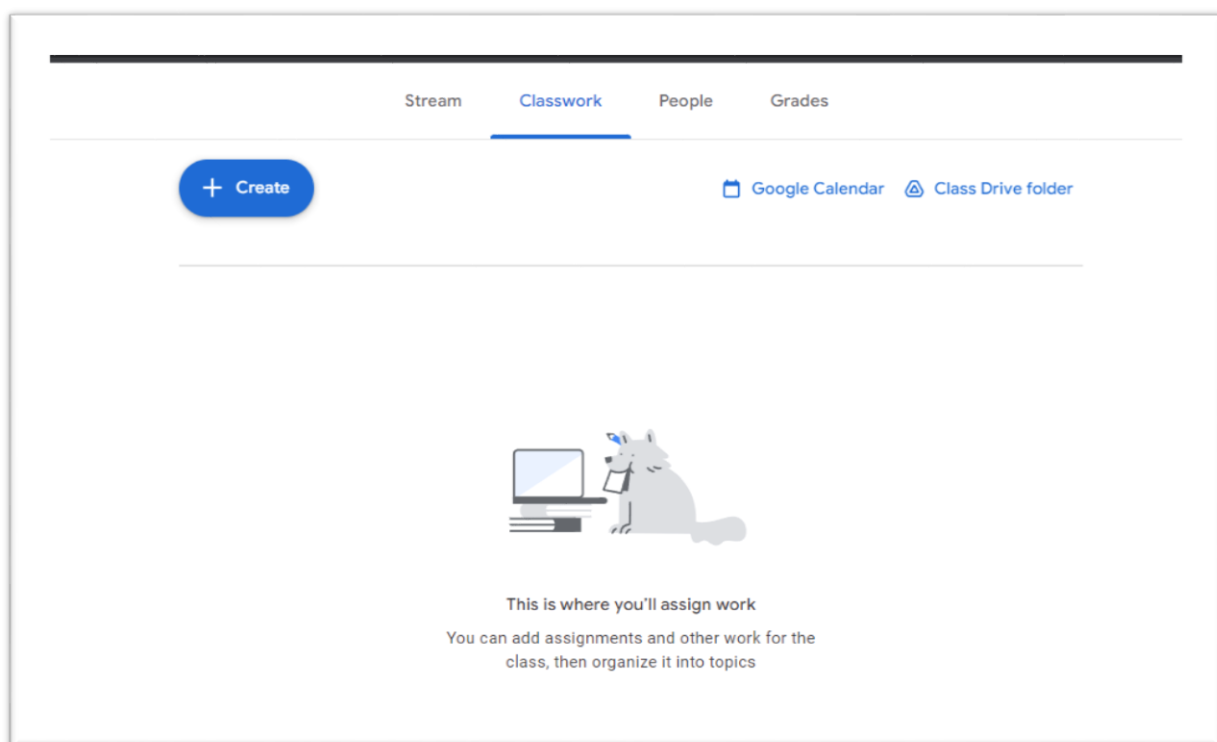 Stream Classwork People Grades
Create Google Calendar Class Drive folder
This is where you'll assign work
You can add assignments and other work for the
class, then organize it into topics